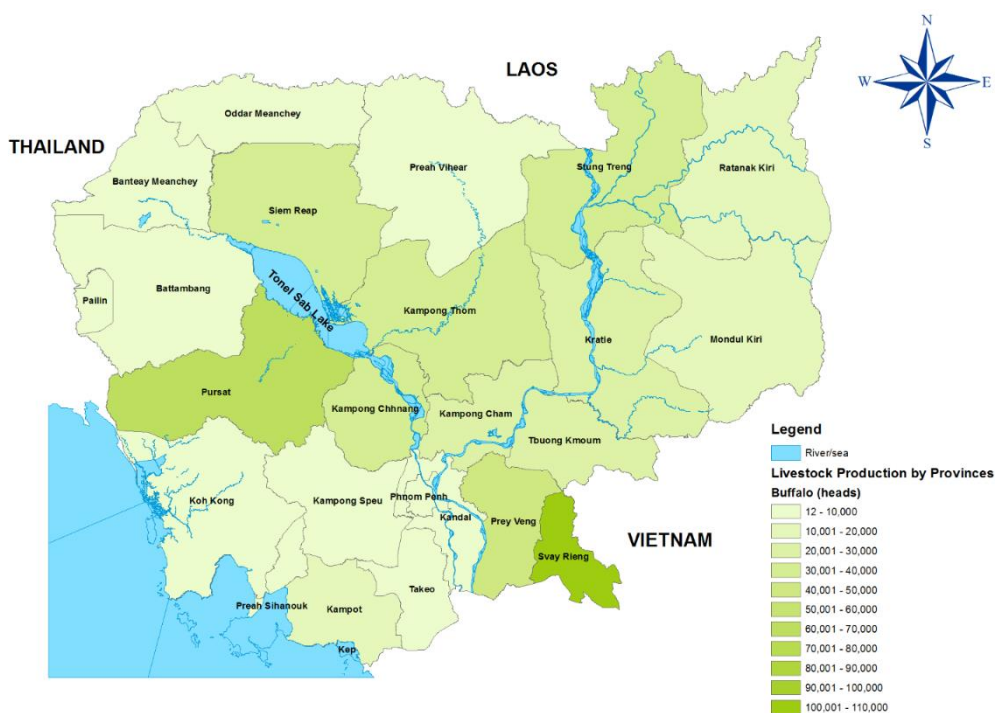 N
W
E
S
LAOS
THAILAND
VIETNAM
Oddar Meanchey
Banteay Meanchey
Preah Vihear
Stung Treng
Ratanak Kiri
Siem Reap
Battambang
Pailin
Tonel Sab Lake
Kampong Thom
Kratie
Mondul Kiri
Pursat
Kampong Chhnang
Kampong Cham
Tbuong Kmoum
Koh Kong
Kampong Speu
Phnom Penh
Kandal
Prey Veng
Svay Rieng
Takeo
Preah Sihanouk
Kampot
Kep
Legend
River/sea
Livestock Production by Provinces
Buffalo (heads)
12 - 10,000
10,001 - 20,000
20,001 - 30,000
30,001 - 40,000
40,001 - 50,000
50,001 - 60,000
60,001 - 70,000
70,001 - 80,000
80,001 - 90,000
90,001 - 100,000
100,001 - 110,000